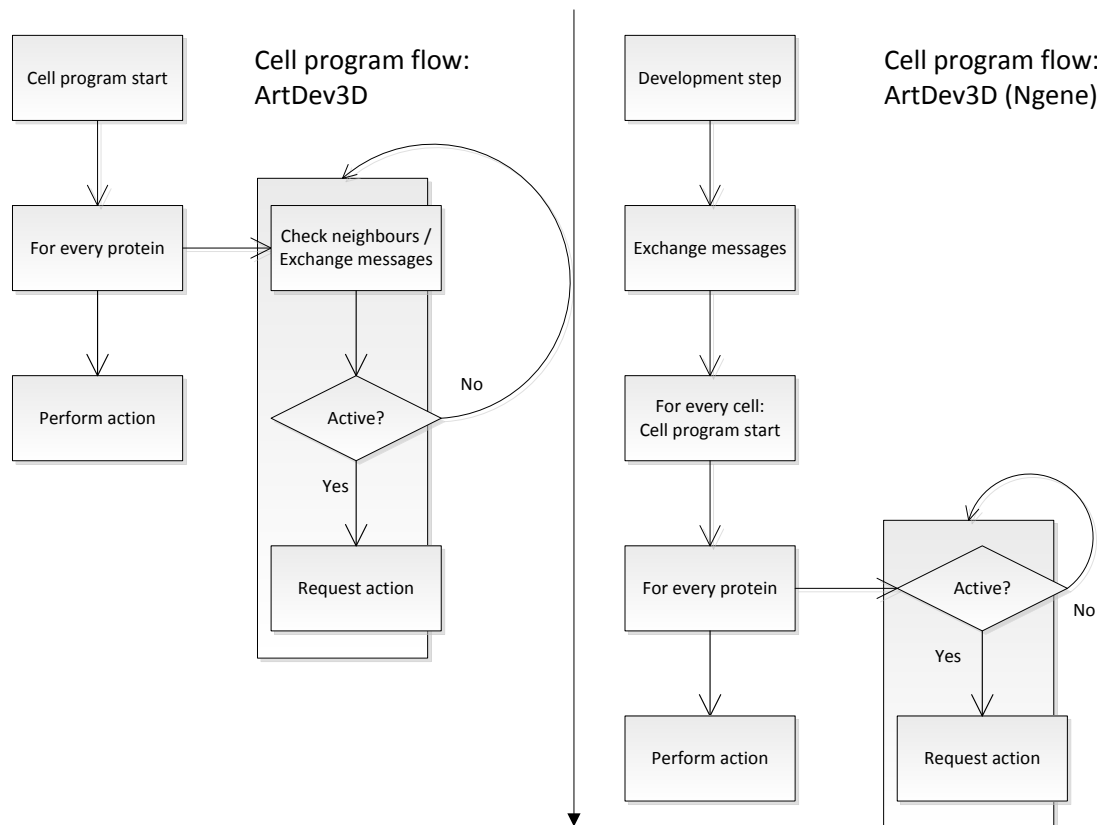 Cell program flow:
ArtDev3D
Cell program start
For every protein
Check neighbours /
Exchange messages
Active?
No
Yes
Request action
Perform action
Cell program flow:
ArtDev3D (Ngene)
Development step
Exchange messages
For every cell:
Cell program start
For every protein
Active?
No
Yes
Request action
Perform action